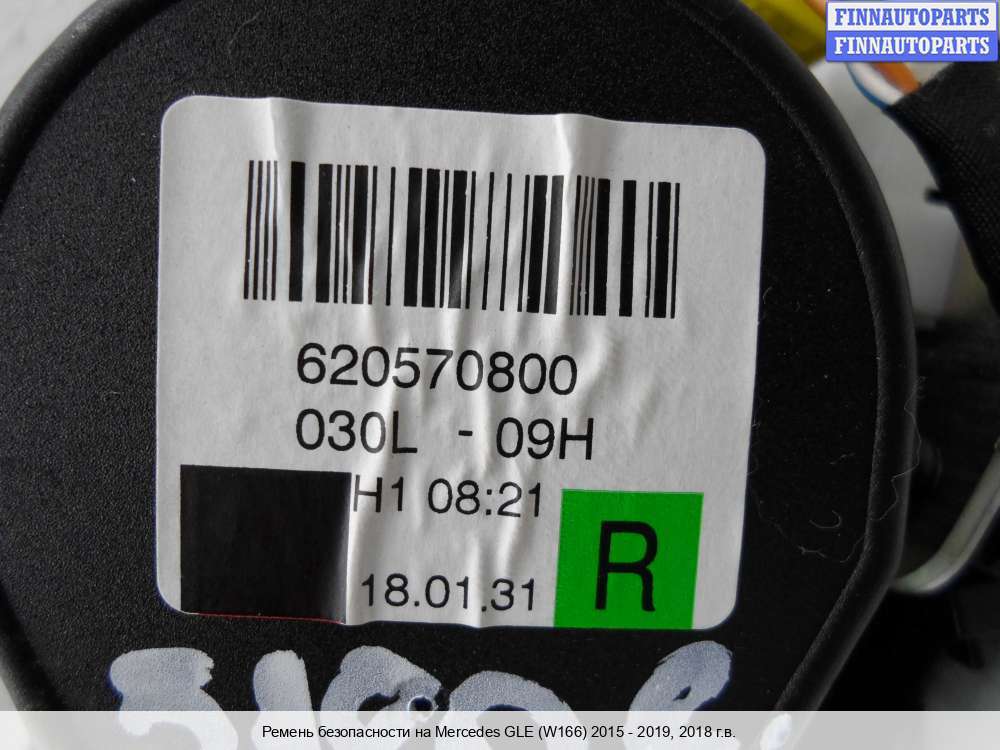 FINNAUTOPARTS
FINNAUTOPARTS
620570800
030L - 09H
H1 08:21
R
18.01.31
Ремень безопасности на Mercedes GLE (W166) 2015 - 2019, 2018 г.в.